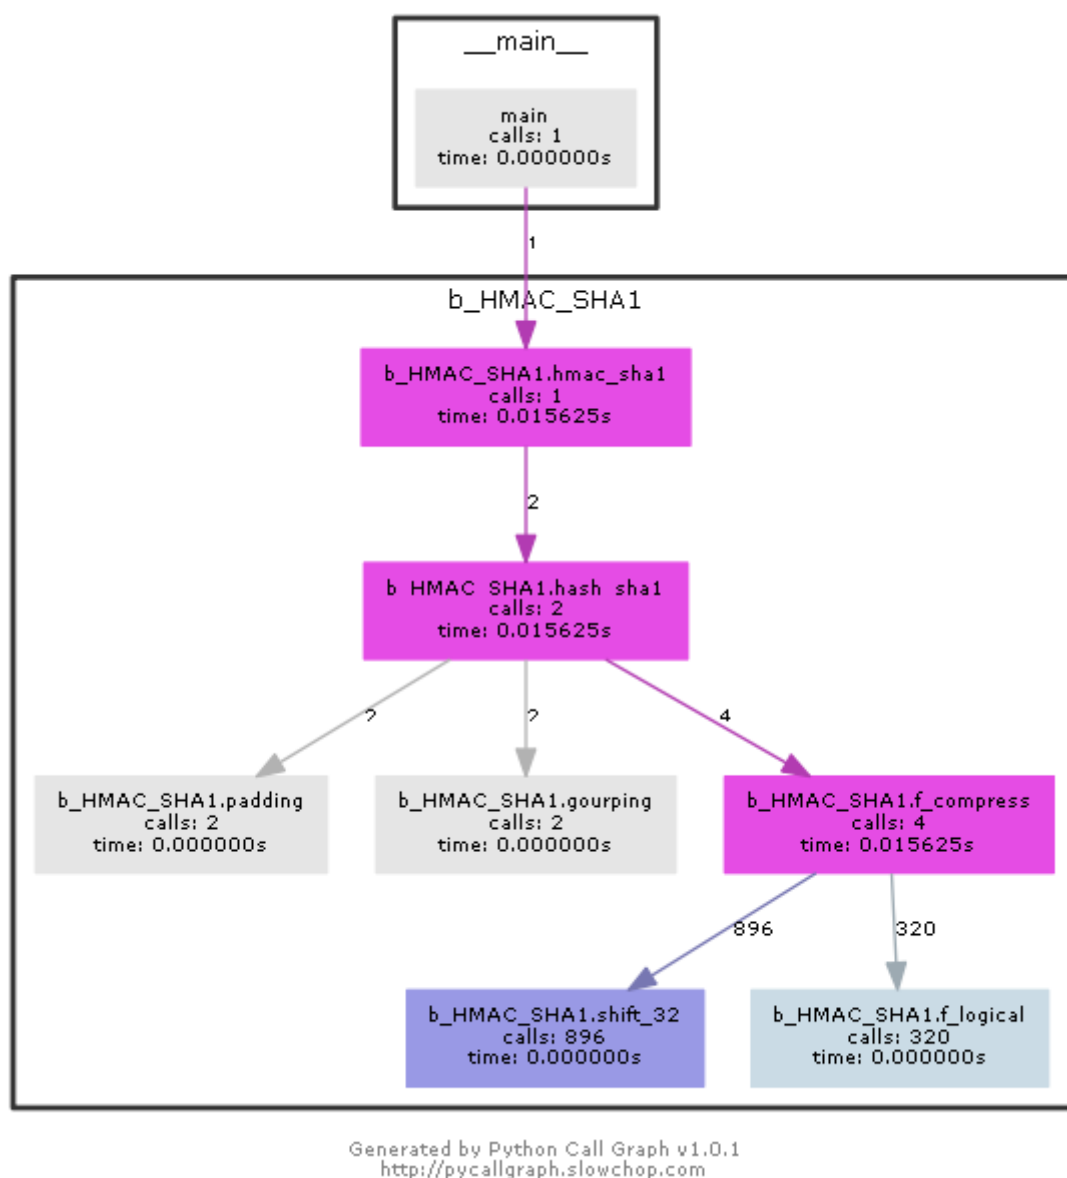 __main__
main
calls: 1
time: 0.000000s
1
b_HMAC_SHA1
b_HMAC_SHA1.hmac_sha1
calls: 1
time: 0.015625s
2
b_HMAC_SHA1.hash_sha1
calls: 2
time: 0.015625s
2
2
4
b_HMAC_SHA1.padding
calls: 2
time: 0.000000s
b_HMAC_SHA1.gourping
calls: 2
time: 0.000000s
b_HMAC_SHA1.f_compress
calls: 4
time: 0.015625s
896
320
b_HMAC_SHA1.shift_32
calls: 896
time: 0.000000s
b_HMAC_SHA1.f_logical
calls: 320
time: 0.000000s
Generated by Python Call Graph v1.0.1
http://pycallgraph.slowchop.com